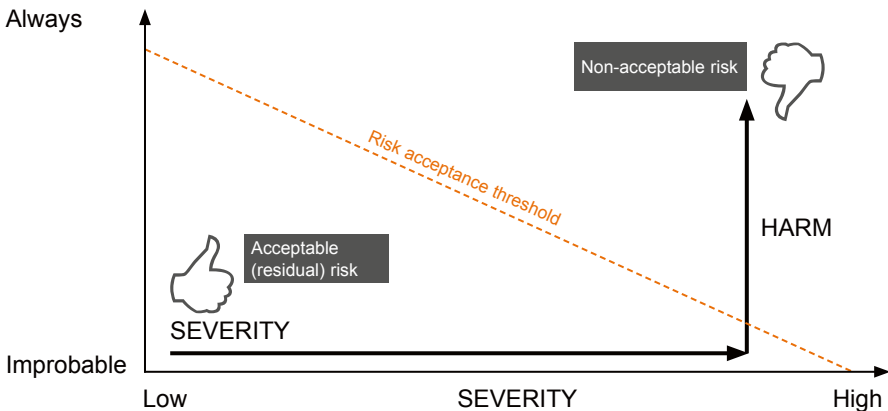 Always
Non-acceptable risk
Risk acceptance threshold
HARM
Acceptable
(residual) risk
SEVERITY
Improbable
Low
SEVERITY
High